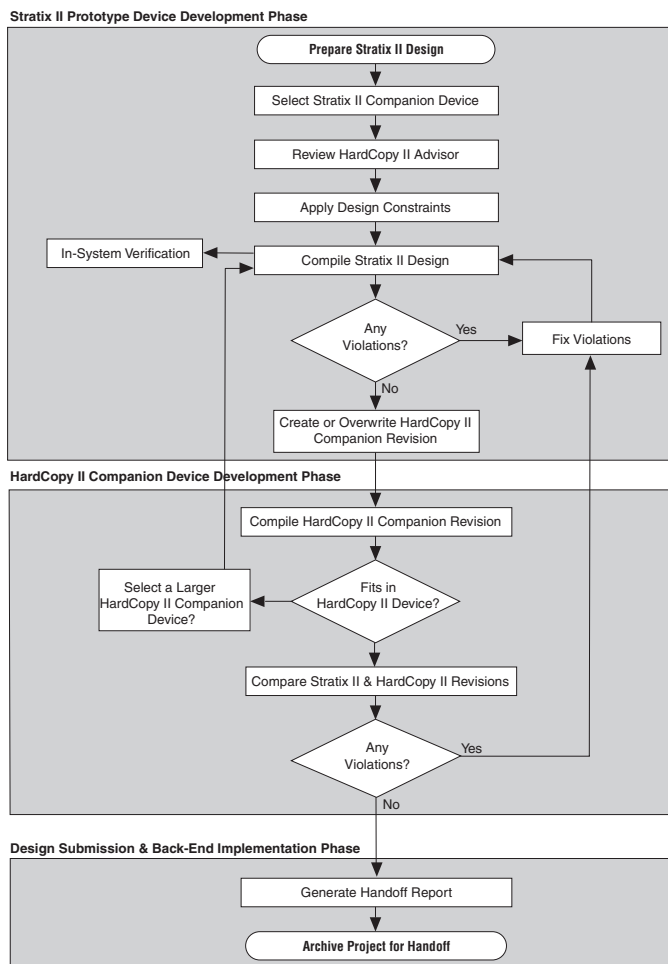 Stratix II Prototype Device Development Phase
Prepare Stratix II Design
Select Stratix II Companion Device
Review HardCopy II Advisor
Apply Design Constraints
In-System Verification
Compile Stratix II Design
Any
Violations?
Yes
Fix Violations
No
Create or Overwrite HardCopy II
Companion Revision
HardCopy II Companion Device Development Phase
Compile HardCopy II Companion Revision
Select a Larger
HardCopy II Companion
Device?
Fits in
HardCopy II Device?
Compare Stratix II & HardCopy II Revisions
Any
Violations?
Yes
No
Design Submission & Back-End Implementation Phase
Generate Handoff Report
Archive Project for Handoff